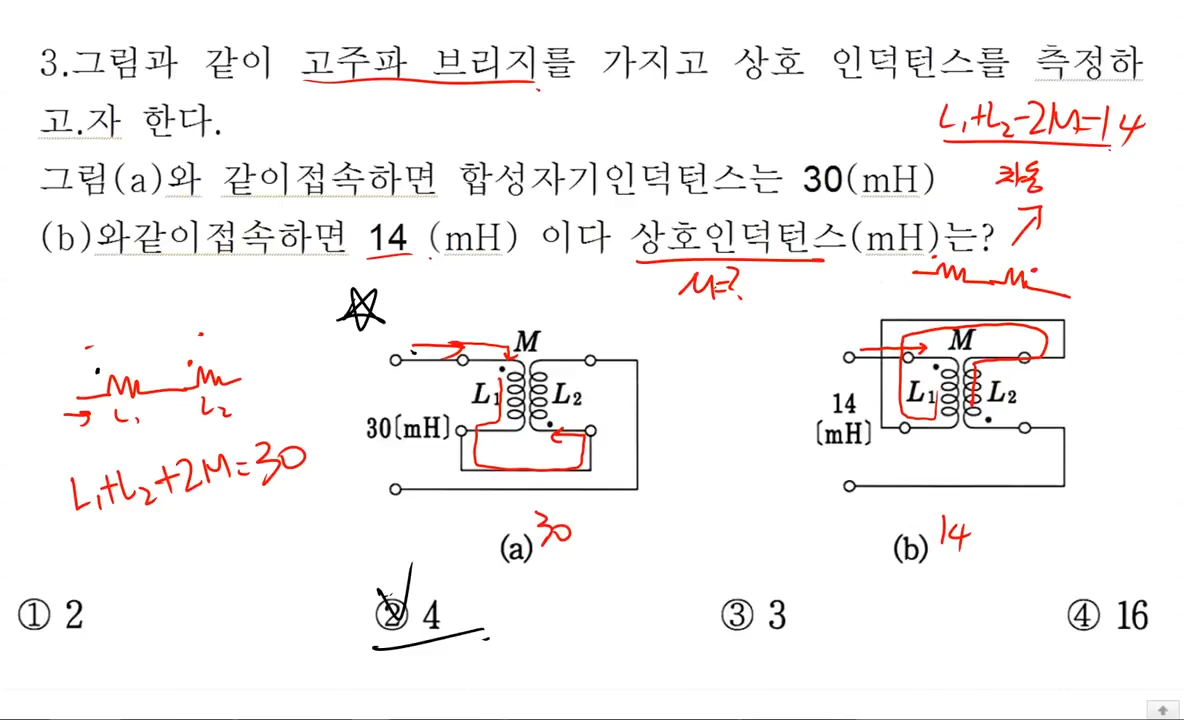 3.그림과 같이 고주파 브리지를 가지고 상호 인덕턴스를 측정하
고.자 한다.
L₁+L₂-2M=14
그림(a)와 같이접속하면 합성자기인덕턴스는 30(mH)
차동
(b)와같이접속하면 14 (mH) 이다 상호인덕턴스(mH)는?
M=?
M
L₁ L₂
30[mH]
(a) 30
M
L₁ L₂
14
[mH]
(b) 14
L₁ L₂
L₁+L₂+2M=30
① 2
② 4
③ 3
④ 16